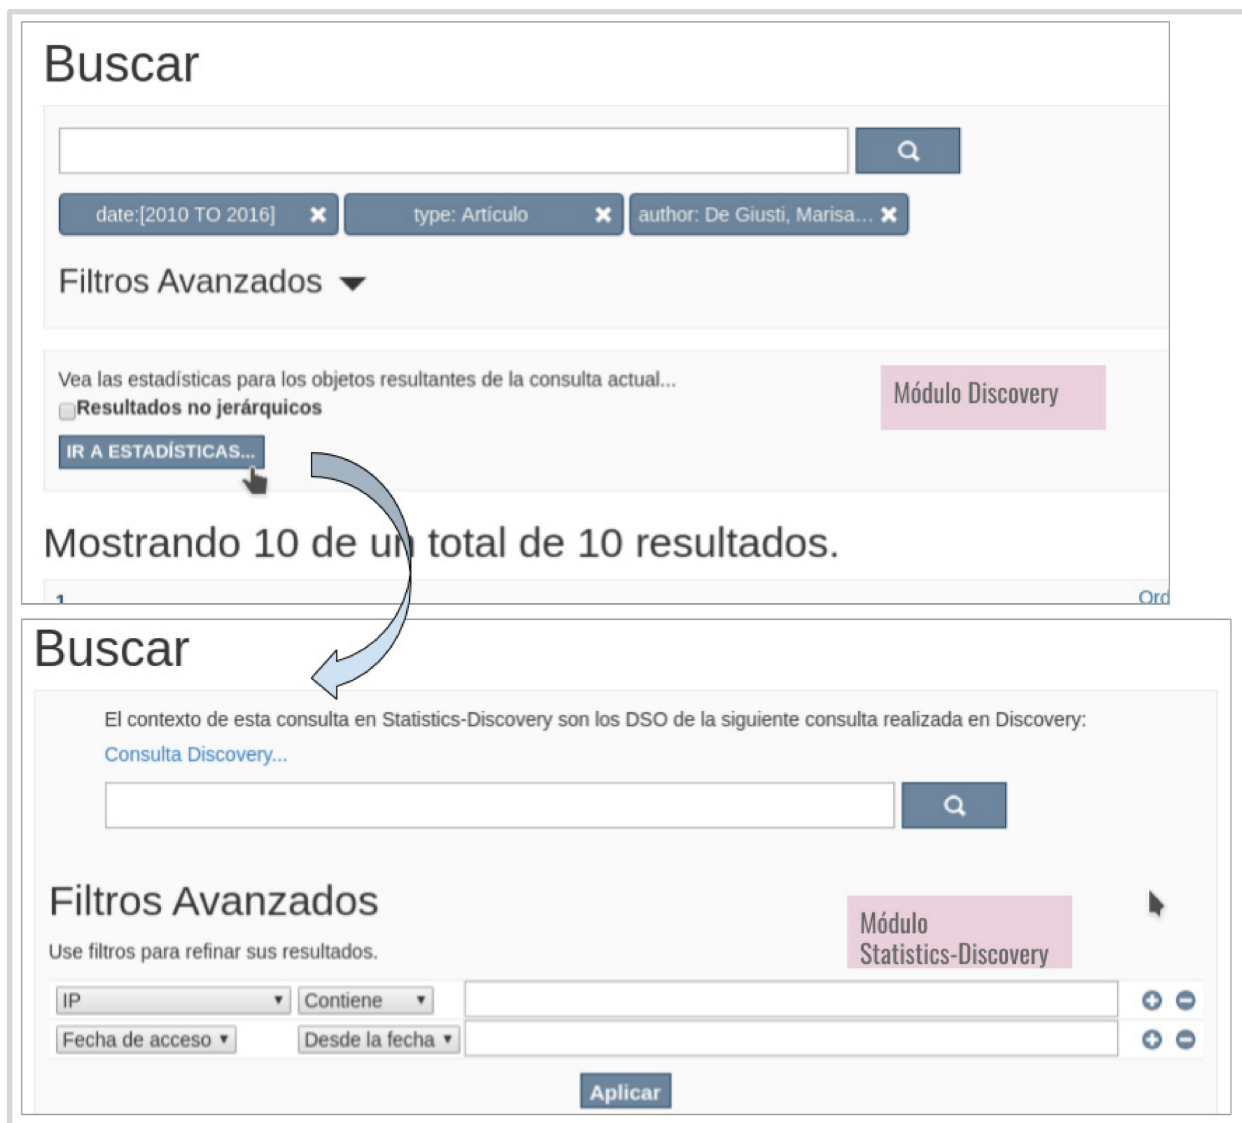 Buscar
date:[2010 TO 2016]
type: Artículo
author: De Giusti, Marisa...
Filtros Avanzados
Vea las estadísticas para los objetos resultantes de la consulta actual...
Resultados no jerárquicos
Módulo Discovery
IR A ESTADÍSTICAS...
Mostrando 10 de un total de 10 resultados.
1
Ord
Buscar
El contexto de esta consulta en Statistics-Discovery son los DSO de la siguiente consulta realizada en Discovery:
Consulta Discovery...
Filtros Avanzados
Módulo
Statistics-Discovery
Use filtros para refinar sus resultados.
IP Contiene
Fecha de acceso Desde la fecha
Aplicar